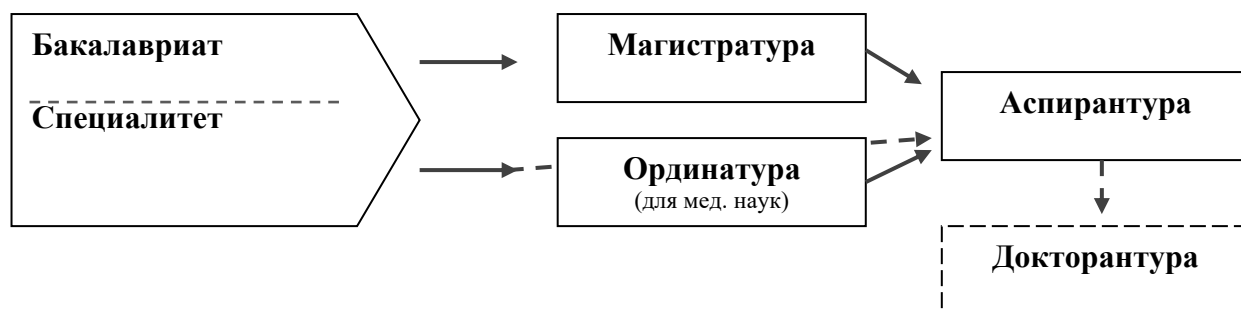 Бакалавриат
Специалитет
Магистратура
Ординатура
(для мед. наук)
Аспирантура
Докторантура